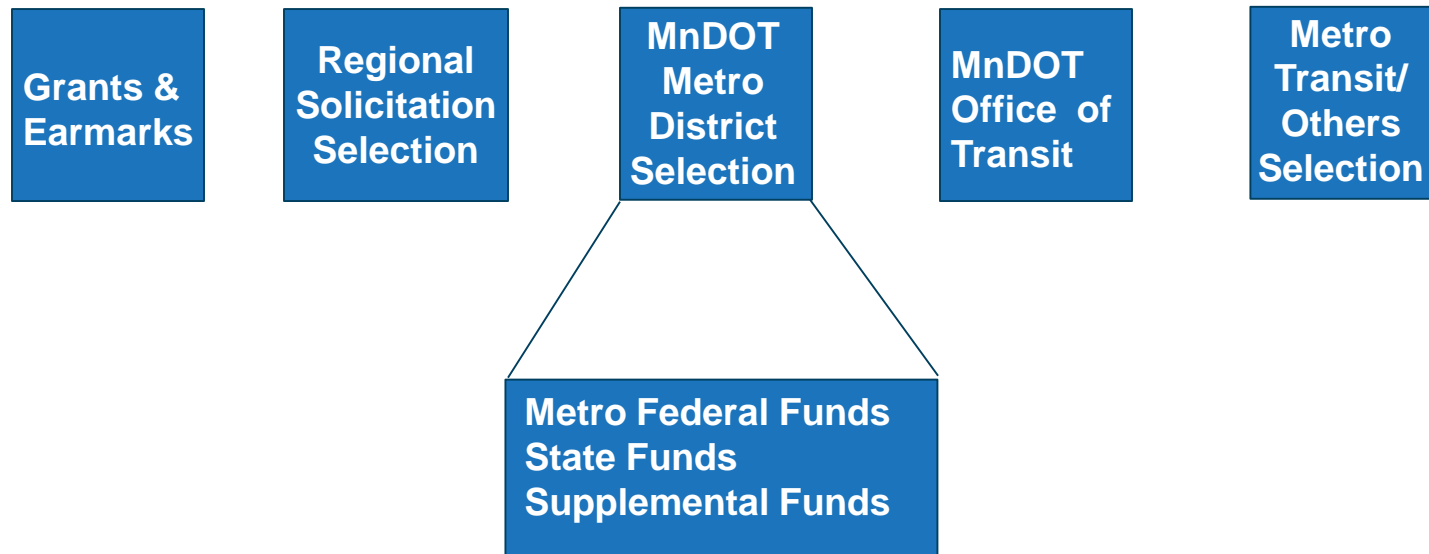 Grants &
Earmarks
Regional
Solicitation
Selection
MnDOT
Metro
District
Selection
MnDOT
Office of
Transit
Metro
Transit/
Others
Selection
Metro Federal Funds
State Funds
Supplemental Funds